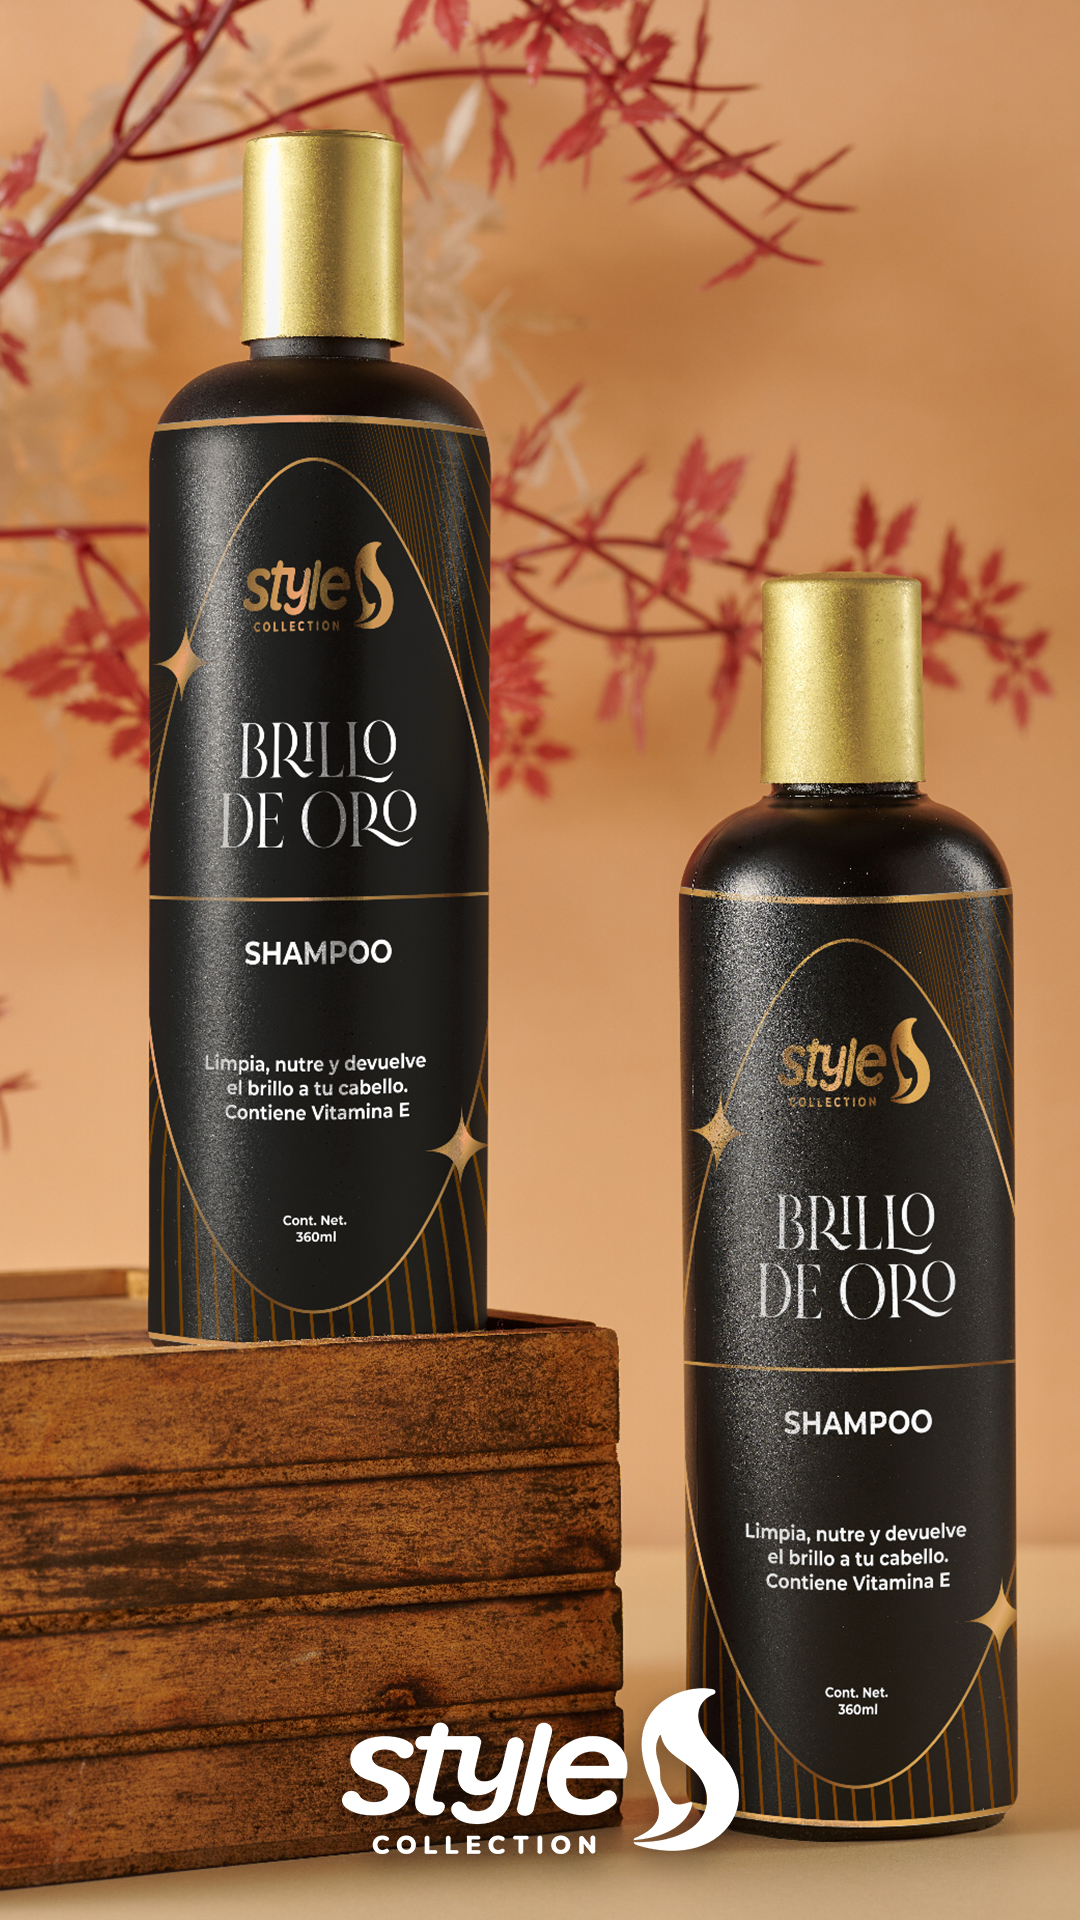 style
COLLECTION
BRILLO
DE ORO
SHAMPOO
Limpia, nutre y devuelve
el brillo a tu cabello.
Contiene Vitamina E
Cont. Net.
360ml
style
COLLECTION
BRILLO
DE ORO
SHAMPOO
Limpia, nutre y devuelve
el brillo a tu cabello.
Contiene Vitamina E
Cont. Net.
360ml
style
COLLECTION